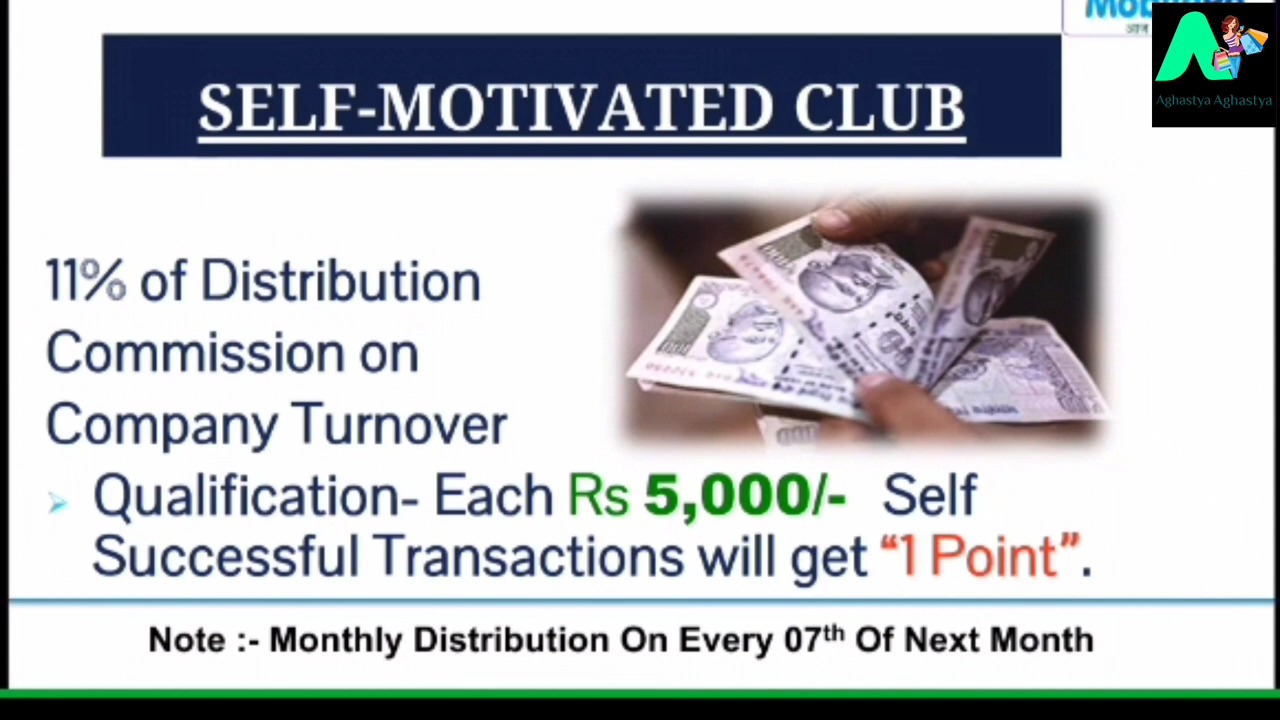 SELF-MOTIVATED CLUB
Aghastya Aghastya
11% of Distribution
Commission on
Company Turnover
Qualification- Each Rs 5,000/- Self
Successful Transactions will get “1 Point”.
Note :- Monthly Distribution On Every 07th Of Next Month